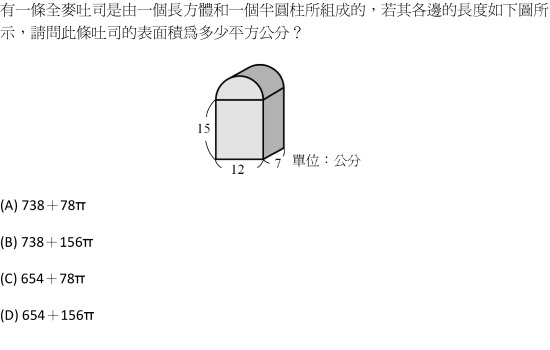 有一條全麥吐司是由一個長方體和一個半圓柱所組成的，若其各邊的長度如下圖所
示，請問此條吐司的表面積爲多少平方公分？
15
12
7
單位：公分
(A) 738＋78π
(B) 738＋156π
(C) 654＋78π
(D) 654＋156π